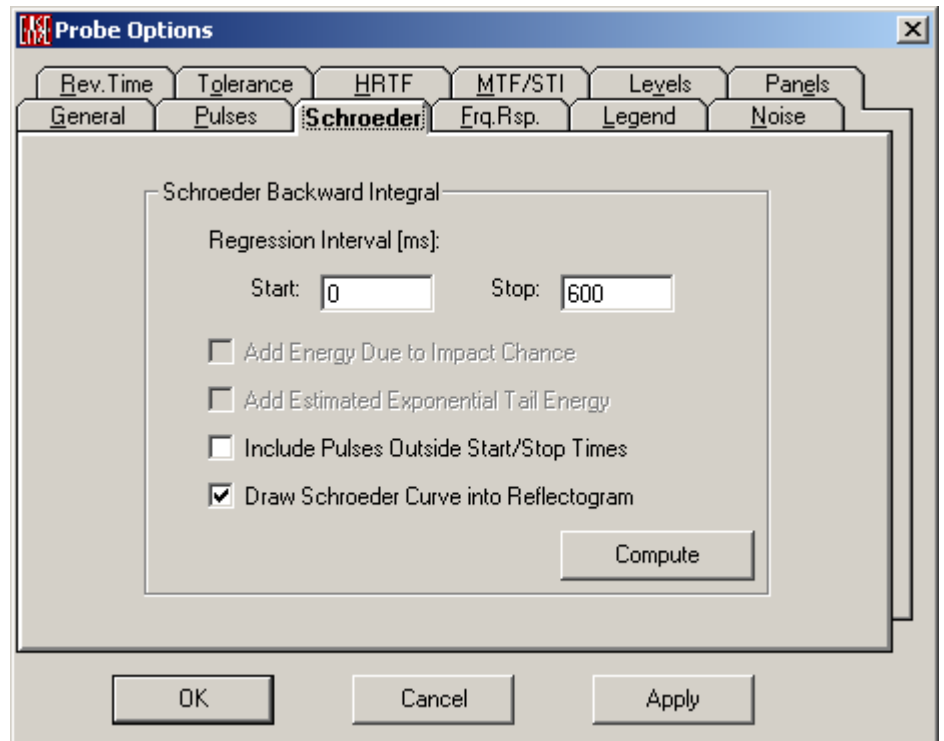 Probe Options
Rev.Time Tolerance HRTF MTF/STI Levels Panels
General Pulses Schroeder Frq.Rsp. Legend Noise
Schroeder Backward Integral
Regression Interval [ms]:
Start: 0 Stop: 600
Add Energy Due to Impact Chance
Add Estimated Exponential Tail Energy
Include Pulses Outside Start/Stop Times
Draw Schroeder Curve into Reflectogram
Compute
OK Cancel Apply